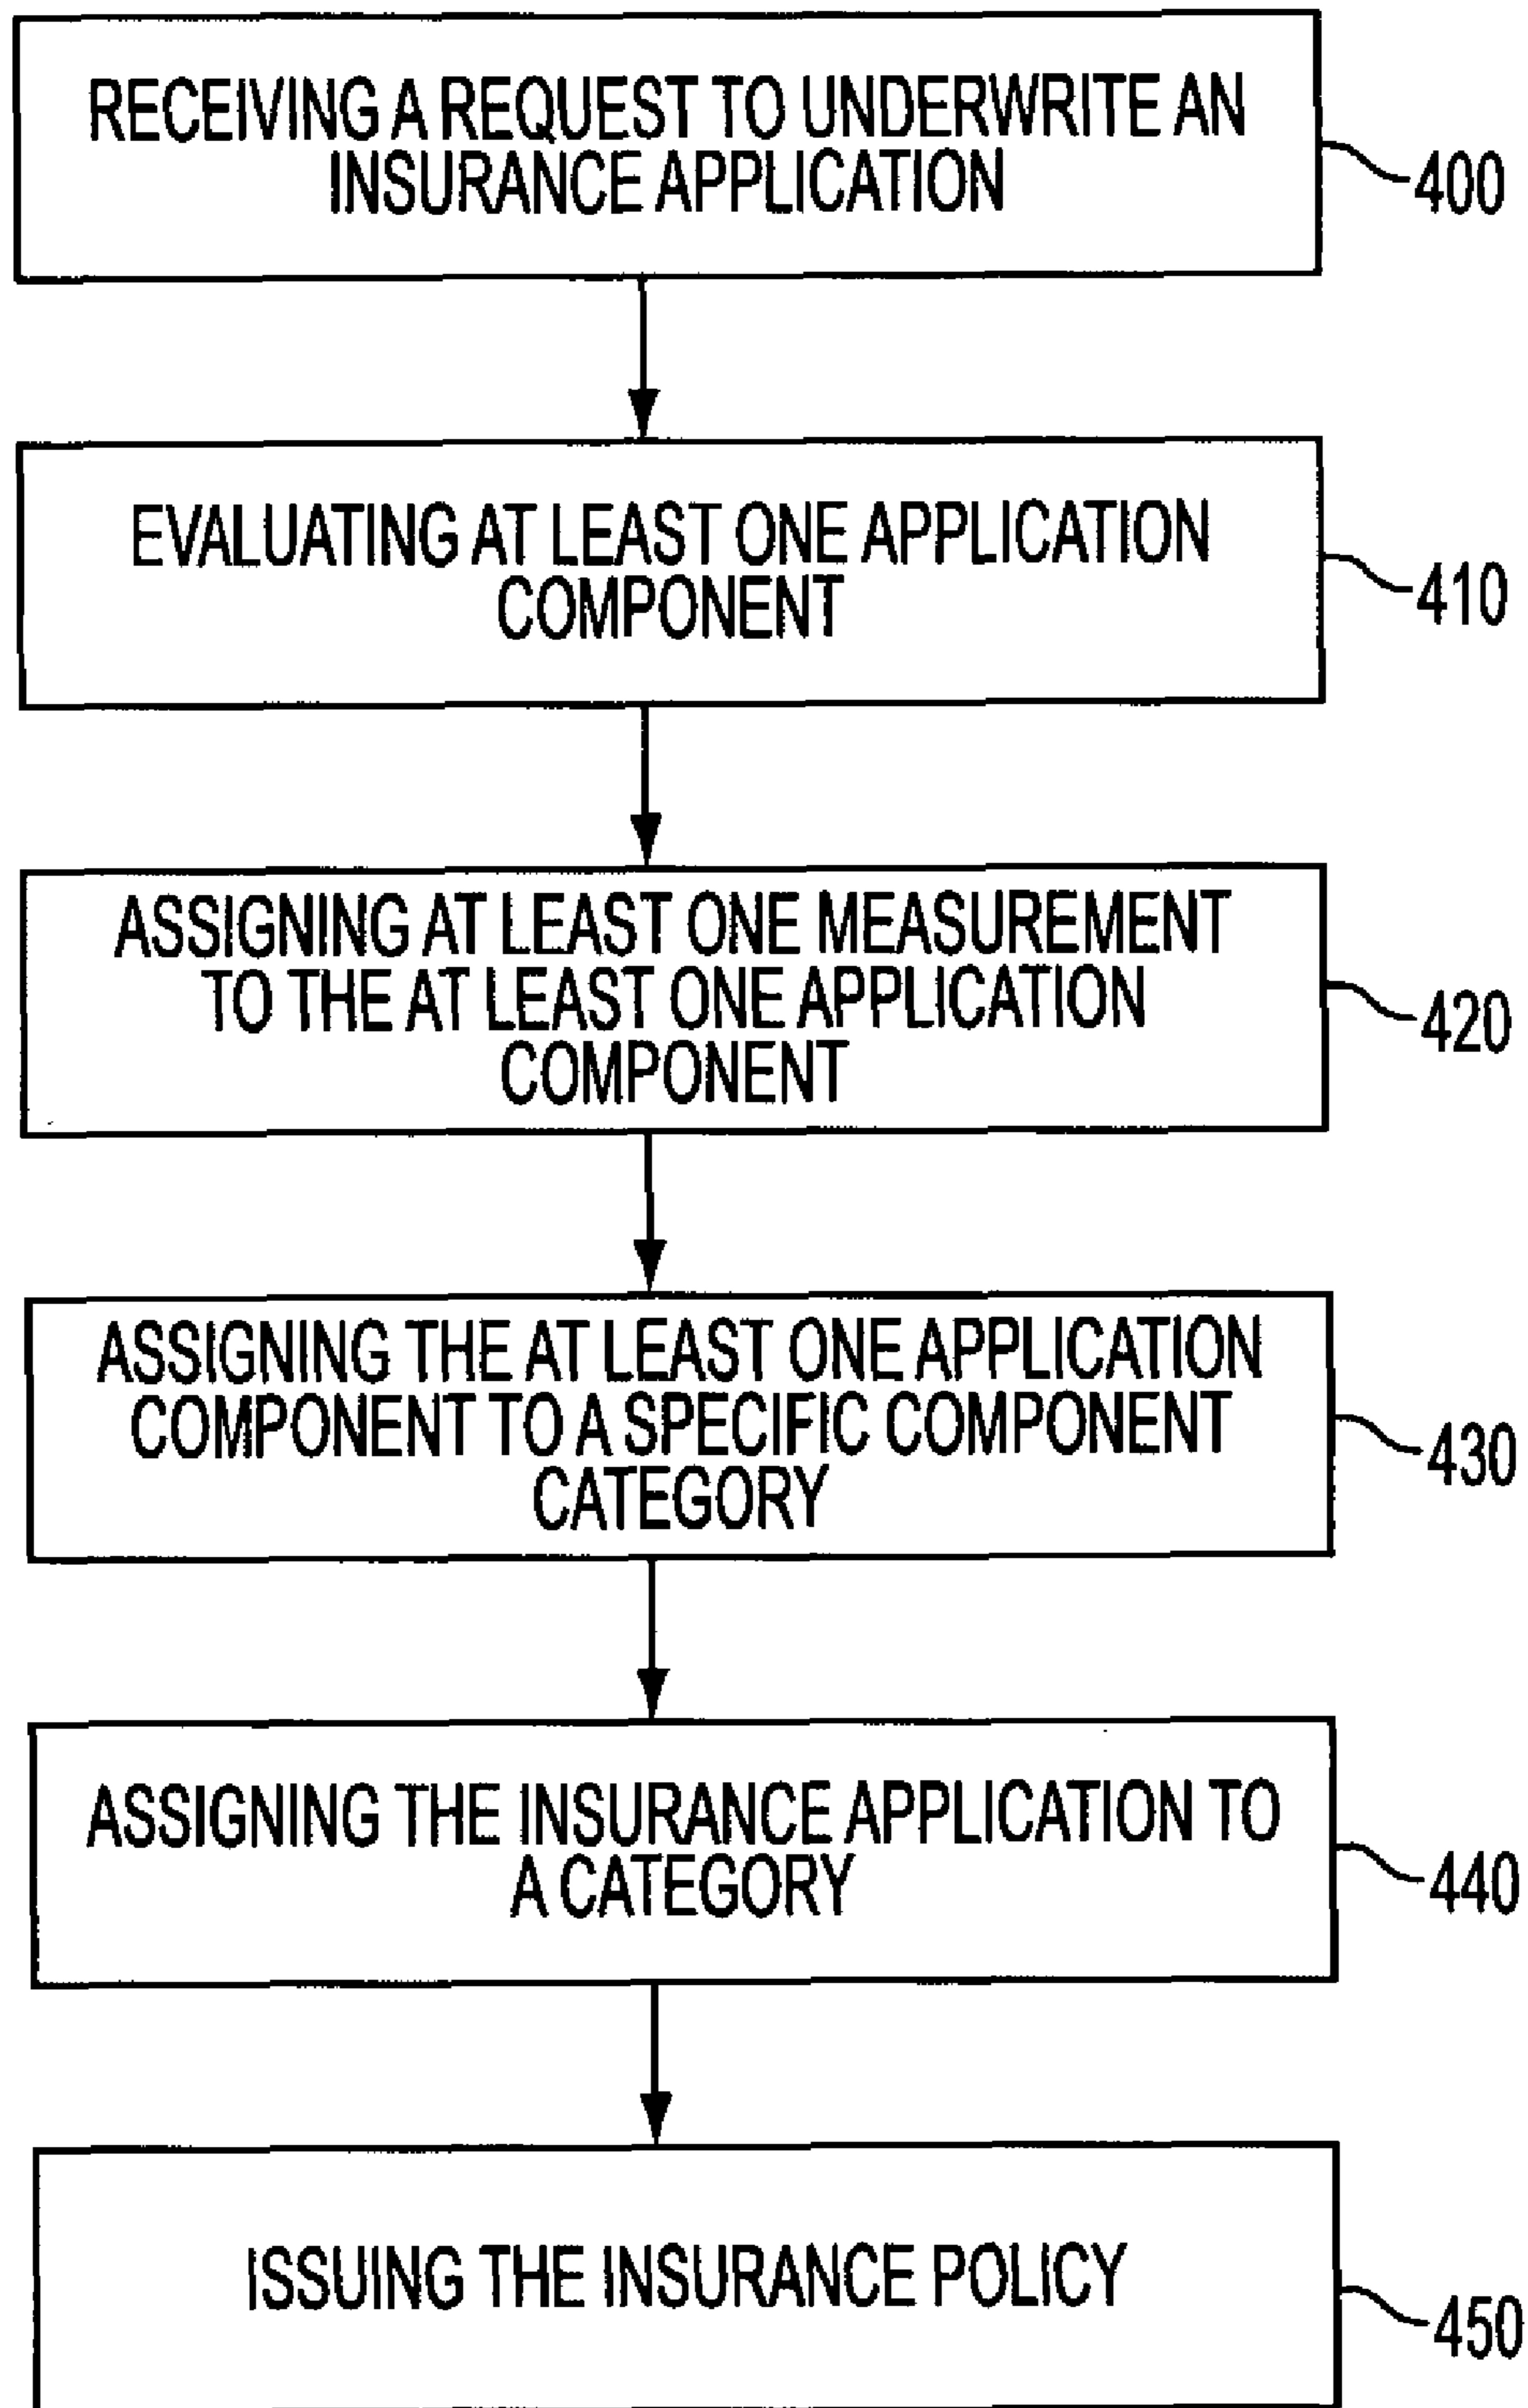 RECEIVING A REQUEST TO UNDERWRITE AN
INSURANCE APPLICATION
400
EVALUATING AT LEAST ONE APPLICATION
COMPONENT
410
ASSIGNING AT LEAST ONE MEASUREMENT
TO THE AT LEAST ONE APPLICATION
COMPONENT
420
ASSIGNING THE AT LEAST ONE APPLICATION
COMPONENT TO A SPECIFIC COMPONENT
CATEGORY
430
ASSIGNING THE INSURANCE APPLICATION TO
A CATEGORY
440
ISSUING THE INSURANCE POLICY
450